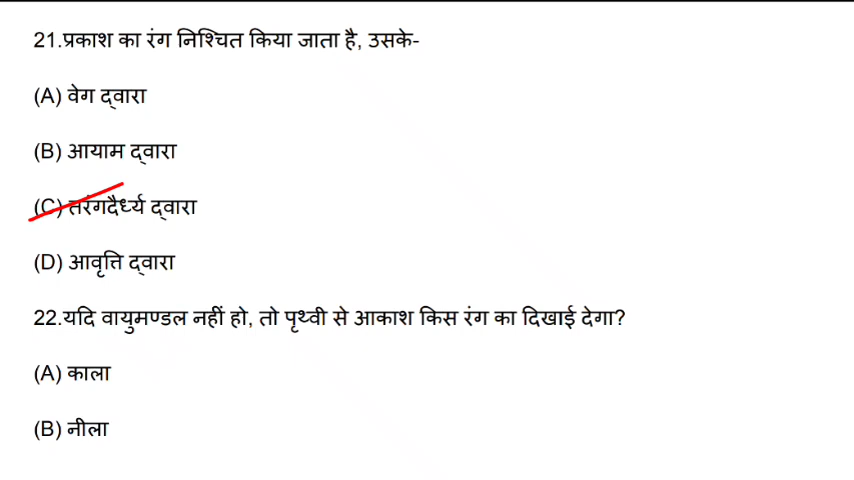 21.प्रकाश का रंग निश्चित किया जाता है, उसके-
(A) वेग द्वारा
(B) आयाम द्वारा
(C) तरंगदैर्ध्य द्वारा
(D) आवृत्ति द्वारा
22.यदि वायुमण्डल नहीं हो, तो पृथ्वी से आकाश किस रंग का दिखाई देगा?
(A) काला
(B) नीला